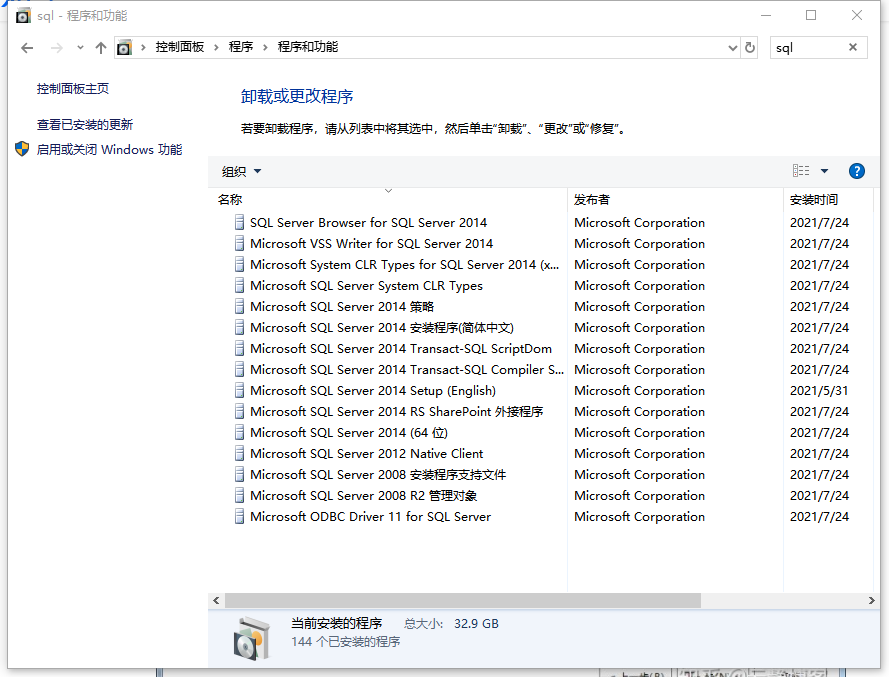 sql - 程序和功能
控制面板 › 程序 › 程序和功能
sql
控制面板主页
查看已安装的更新
启用或关闭 Windows 功能
卸载或更改程序
若要卸载程序，请从列表中将其选中，然后单击“卸载”、“更改”或“修复”。
组织
名称 发布者 安装时间
SQL Server Browser for SQL Server 2014 Microsoft Corporation 2021/7/24
Microsoft VSS Writer for SQL Server 2014 Microsoft Corporation 2021/7/24
Microsoft System CLR Types for SQL Server 2014 (x... Microsoft Corporation 2021/7/24
Microsoft SQL Server System CLR Types Microsoft Corporation 2021/7/24
Microsoft SQL Server 2014 策略 Microsoft Corporation 2021/7/24
Microsoft SQL Server 2014 安装程序(简体中文) Microsoft Corporation 2021/7/24
Microsoft SQL Server 2014 Transact-SQL ScriptDom Microsoft Corporation 2021/7/24
Microsoft SQL Server 2014 Transact-SQL Compiler S... Microsoft Corporation 2021/7/24
Microsoft SQL Server 2014 Setup (English) Microsoft Corporation 2021/5/31
Microsoft SQL Server 2014 RS SharePoint 外接程序 Microsoft Corporation 2021/7/24
Microsoft SQL Server 2014 (64 位) Microsoft Corporation 2021/7/24
Microsoft SQL Server 2012 Native Client Microsoft Corporation 2021/7/24
Microsoft SQL Server 2008 安装程序支持文件 Microsoft Corporation 2021/7/24
Microsoft SQL Server 2008 R2 管理对象 Microsoft Corporation 2021/7/24
Microsoft ODBC Driver 11 for SQL Server Microsoft Corporation 2021/7/24
当前安装的程序 总大小: 32.9 GB
144 个已安装的程序